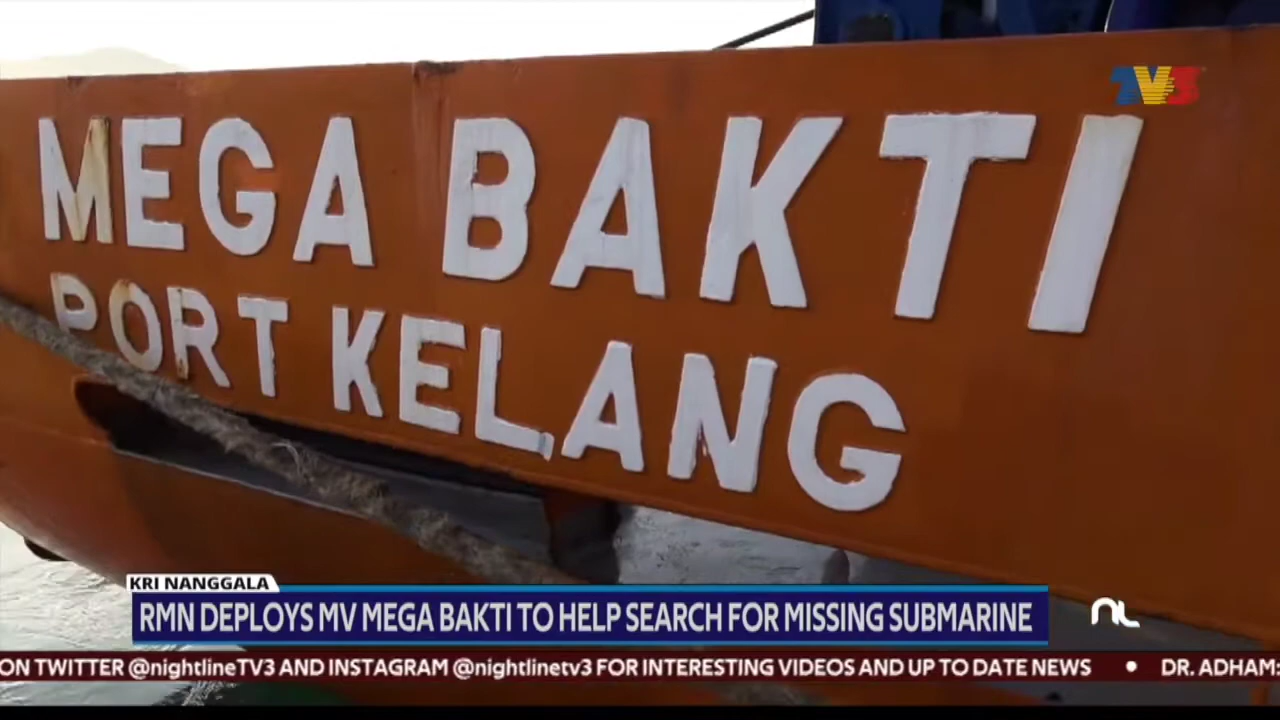 TV3
MEGA BAKTI
PORT KELANG
KRI NANGGALA
RMN DEPLOYS MV MEGA BAKTI TO HELP SEARCH FOR MISSING SUBMARINE
NL
ON TWITTER @nightlineTV3 AND INSTAGRAM @nightlinetv3 FOR INTERESTING VIDEOS AND UP TO DATE NEWS • DR. ADHAM: